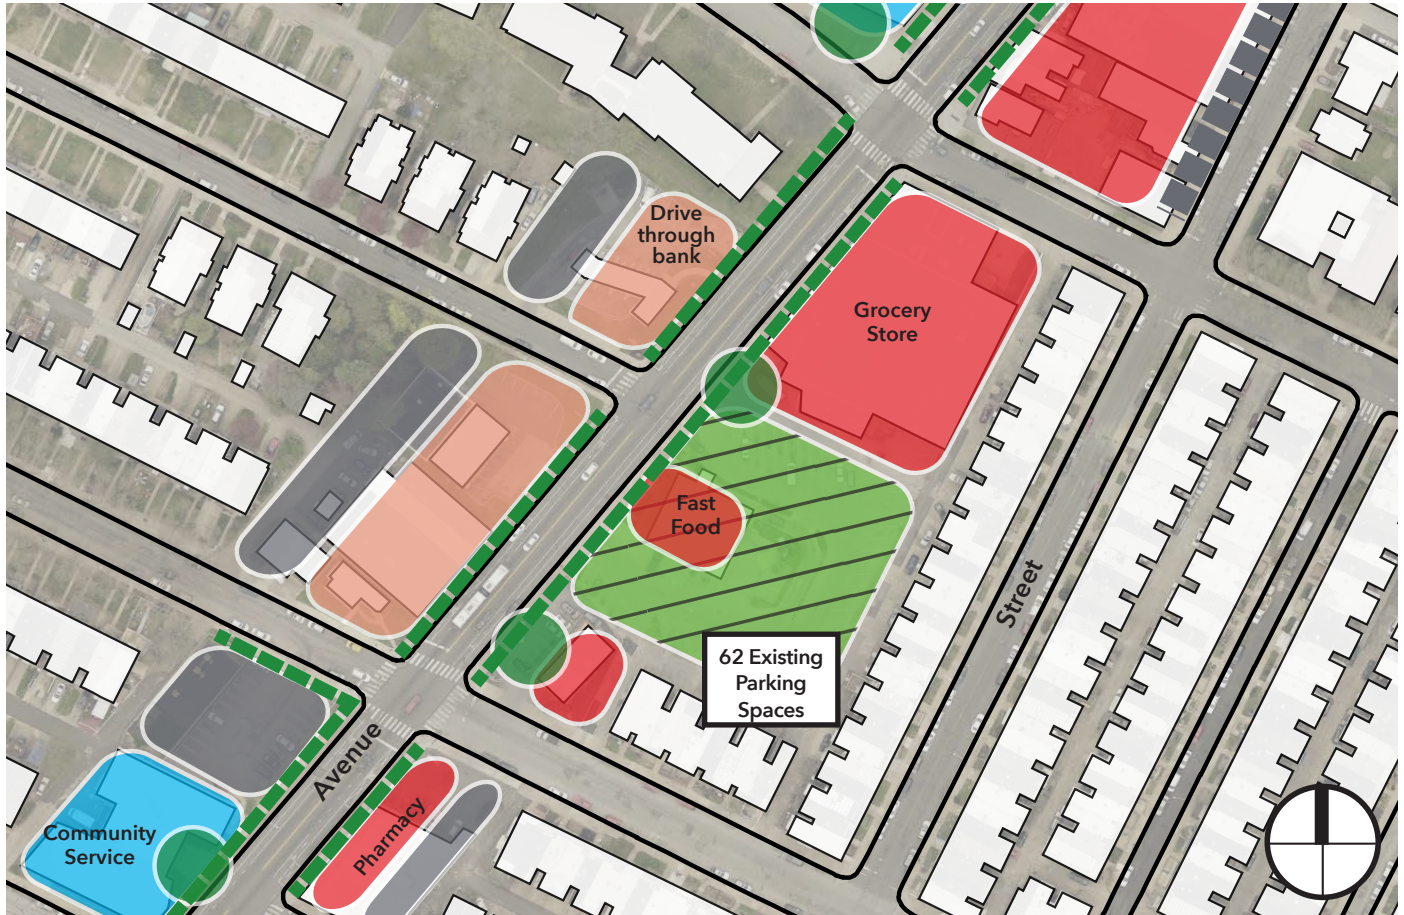 Drive
through
bank
Grocery
Store
Fast
Food
Street
62 Existing
Parking
Spaces
Avenue
Pharmacy
Community
Service